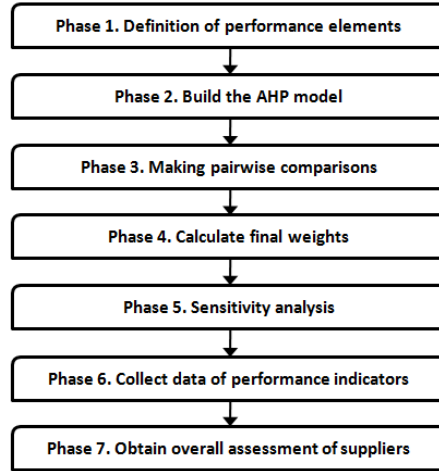 Phase 1. Definition of performance elements
Phase 2. Build the AHP model
Phase 3. Making pairwise comparisons
Phase 4. Calculate final weights
Phase 5. Sensitivity analysis
Phase 6. Collect data of performance indicators
Phase 7. Obtain overall assessment of suppliers